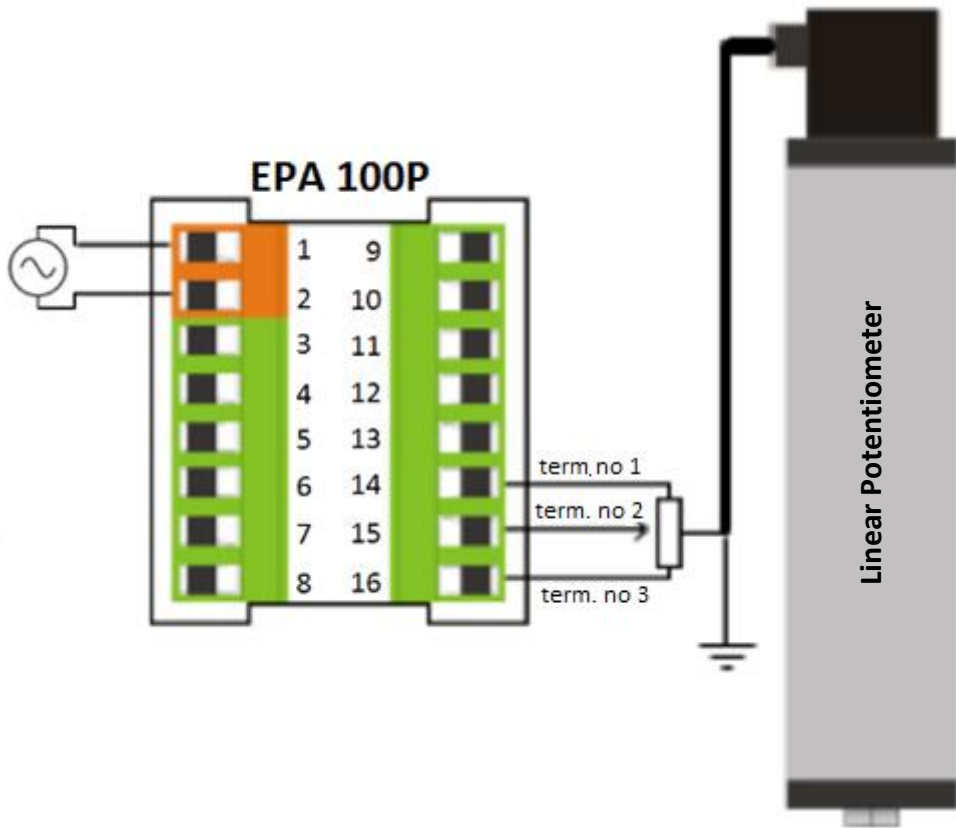 EPA 100P
1 9
2 10
3 11
4 12
5 13
6 14
7 15
8 16
term. no 1
term. no 2
term. no 3
Linear Potentiometer